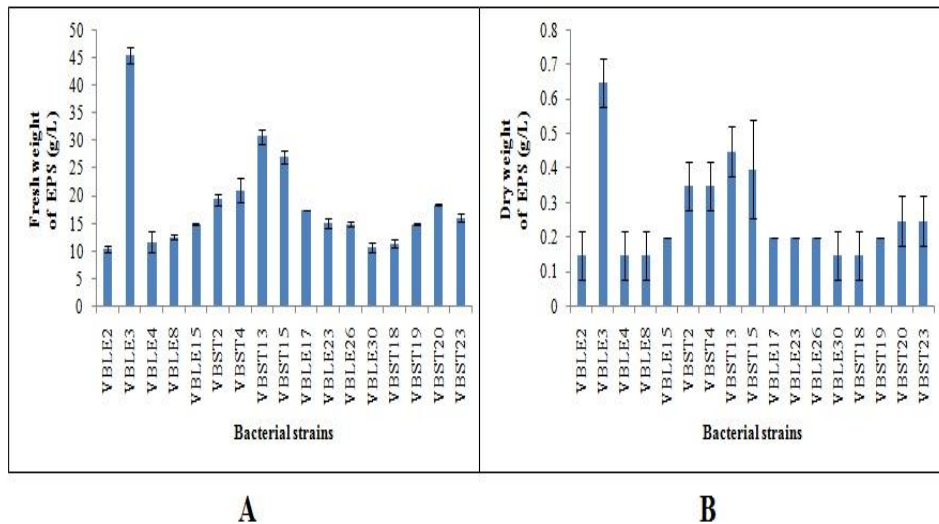 50
45
40
35
30
25
20
15
10
5
0
Fresh weight
of EPS (g/L)
VBLE2
VBLE3
VBLE4
VBLE8
VBLE15
VBST2
VBST4
VBST13
VBST15
VBLE17
VBLE23
VBLE26
VBLE30
VBST18
VBST19
VBST20
VBST23
Bacterial strains
0.8
0.7
0.6
0.5
0.4
0.3
0.2
0.1
0
Dry weight
of EPS (g/L)
VBLE2
VBLE3
VBLE4
VBLE8
VBLE15
VBST2
VBST4
VBST13
VBST15
VBLE17
VBLE23
VBLE26
VBLE30
VBST18
VBST19
VBST20
VBST23
Bacterial strains
A
B